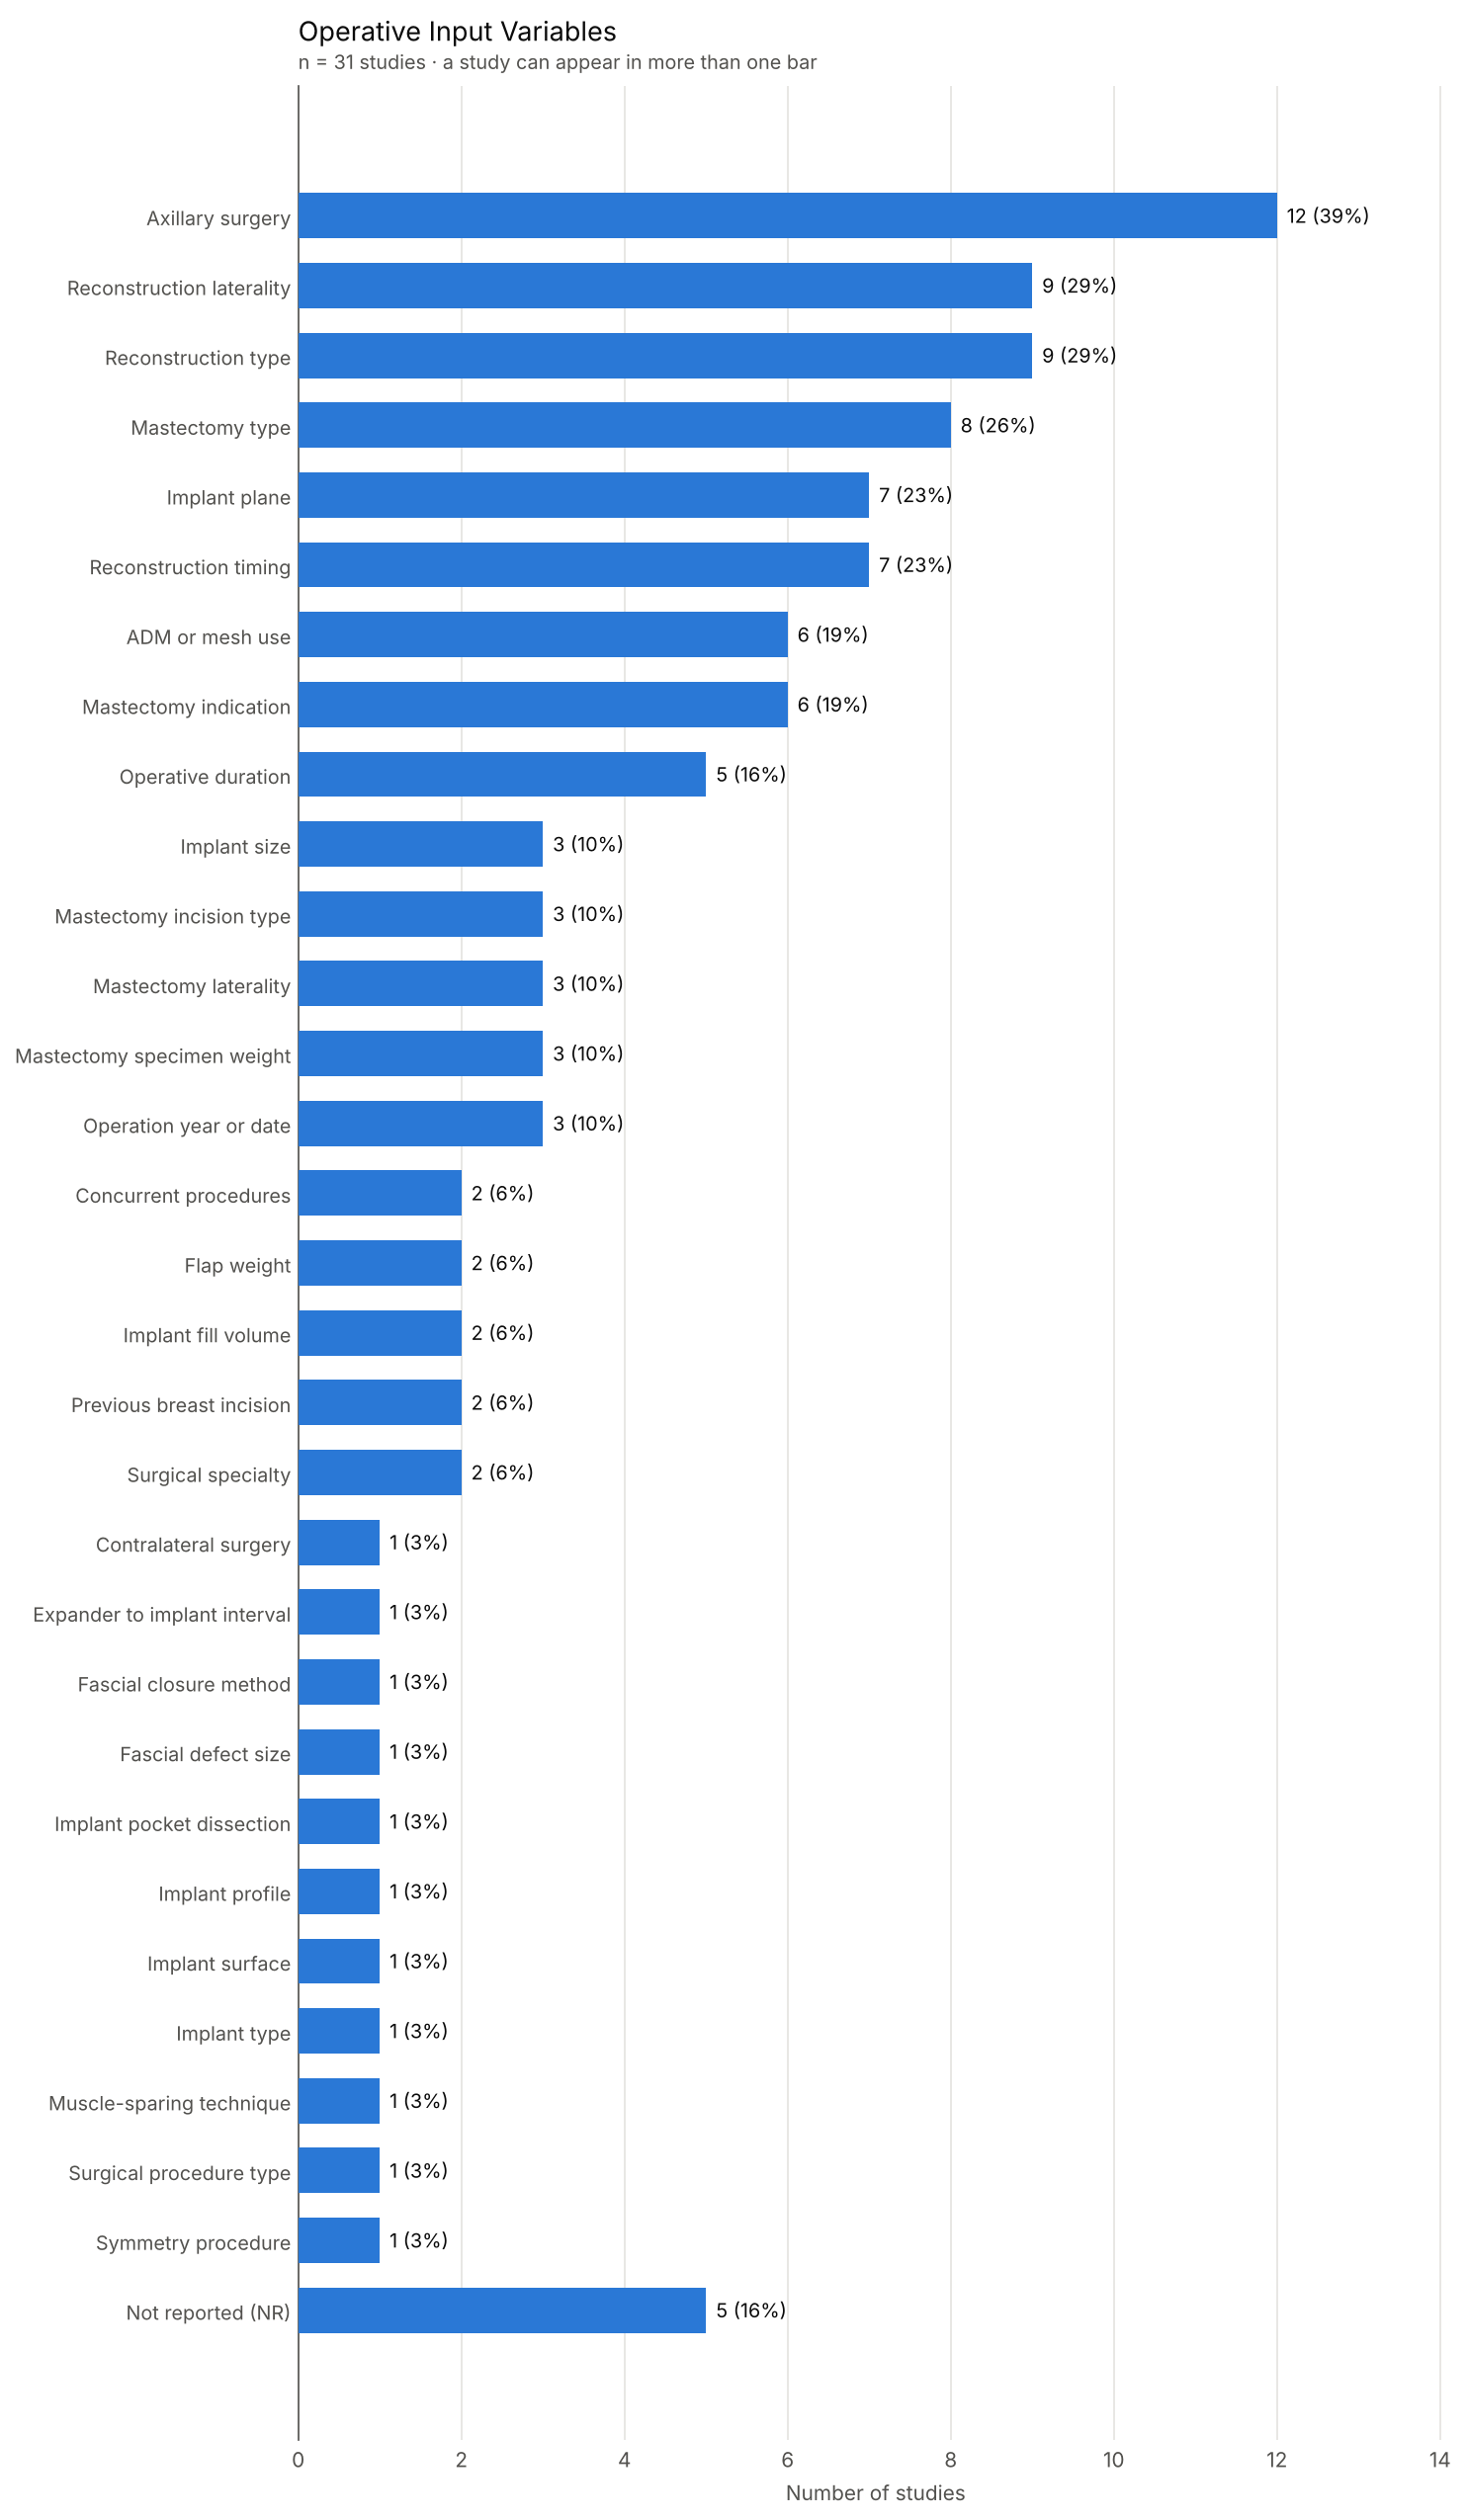 Operative Input Variables
n = 31 studies · a study can appear in more than one bar
Axillary surgery 12 (39%)
Reconstruction laterality 9 (29%)
Reconstruction type 9 (29%)
Mastectomy type 8 (26%)
Implant plane 7 (23%)
Reconstruction timing 7 (23%)
ADM or mesh use 6 (19%)
Mastectomy indication 6 (19%)
Operative duration 5 (16%)
Implant size 3 (10%)
Mastectomy incision type 3 (10%)
Mastectomy laterality 3 (10%)
Mastectomy specimen weight 3 (10%)
Operation year or date 3 (10%)
Concurrent procedures 2 (6%)
Flap weight 2 (6%)
Implant fill volume 2 (6%)
Previous breast incision 2 (6%)
Surgical specialty 2 (6%)
Contralateral surgery 1 (3%)
Expander to implant interval 1 (3%)
Fascial closure method 1 (3%)
Fascial defect size 1 (3%)
Implant pocket dissection 1 (3%)
Implant profile 1 (3%)
Implant surface 1 (3%)
Implant type 1 (3%)
Muscle-sparing technique 1 (3%)
Surgical procedure type 1 (3%)
Symmetry procedure 1 (3%)
Not reported (NR) 5 (16%)
0 2 4 6 8 10 12 14
Number of studies